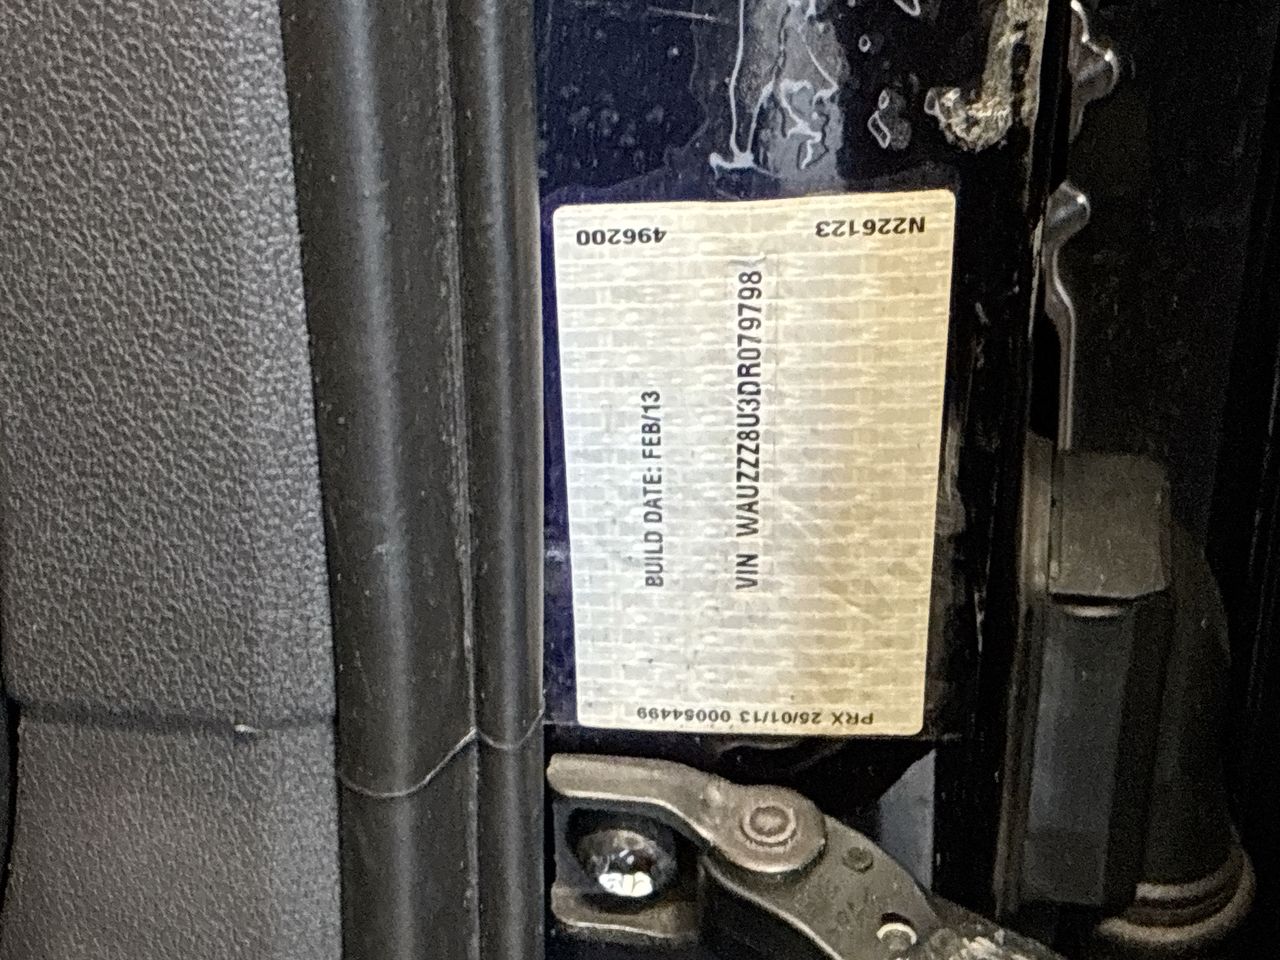 496200
N226123
BUILD DATE: FEB/13
VIN WAUZZZ8U3DR079798
PRX 25/01/13 00054499